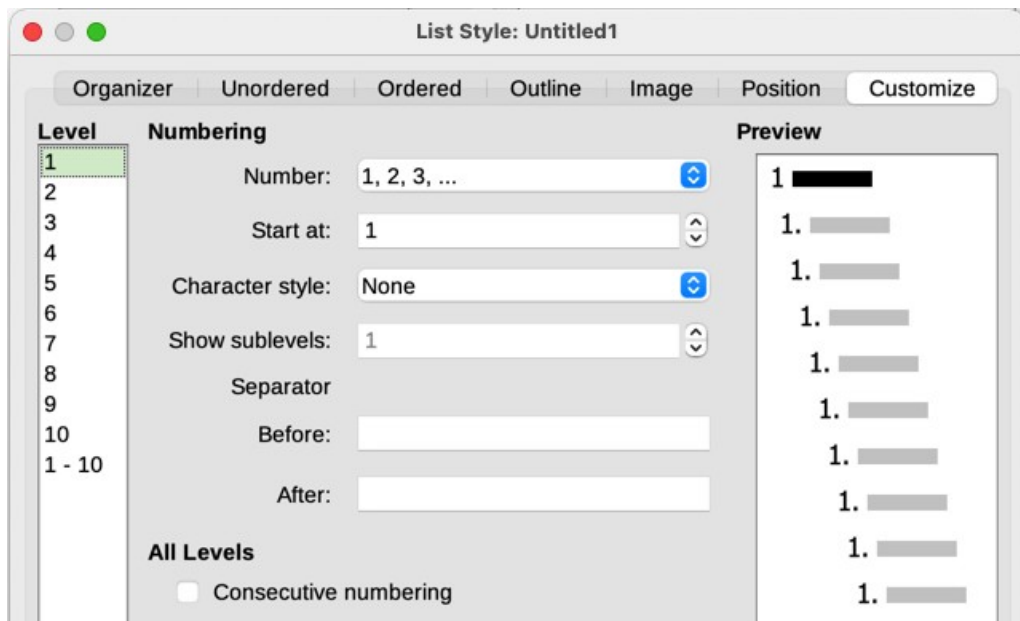 List Style: Untitled1
Organizer Unordered Ordered Outline Image Position Customize
Level
1
2
3
4
5
6
7
8
9
10
1 - 10
Numbering
Number: 1, 2, 3, ...
Start at: 1
Character style: None
Show sublevels: 1
Separator
Before:
After:
All Levels
Consecutive numbering
Preview
1
1.
1.
1.
1.
1.
1.
1.
1.
1.